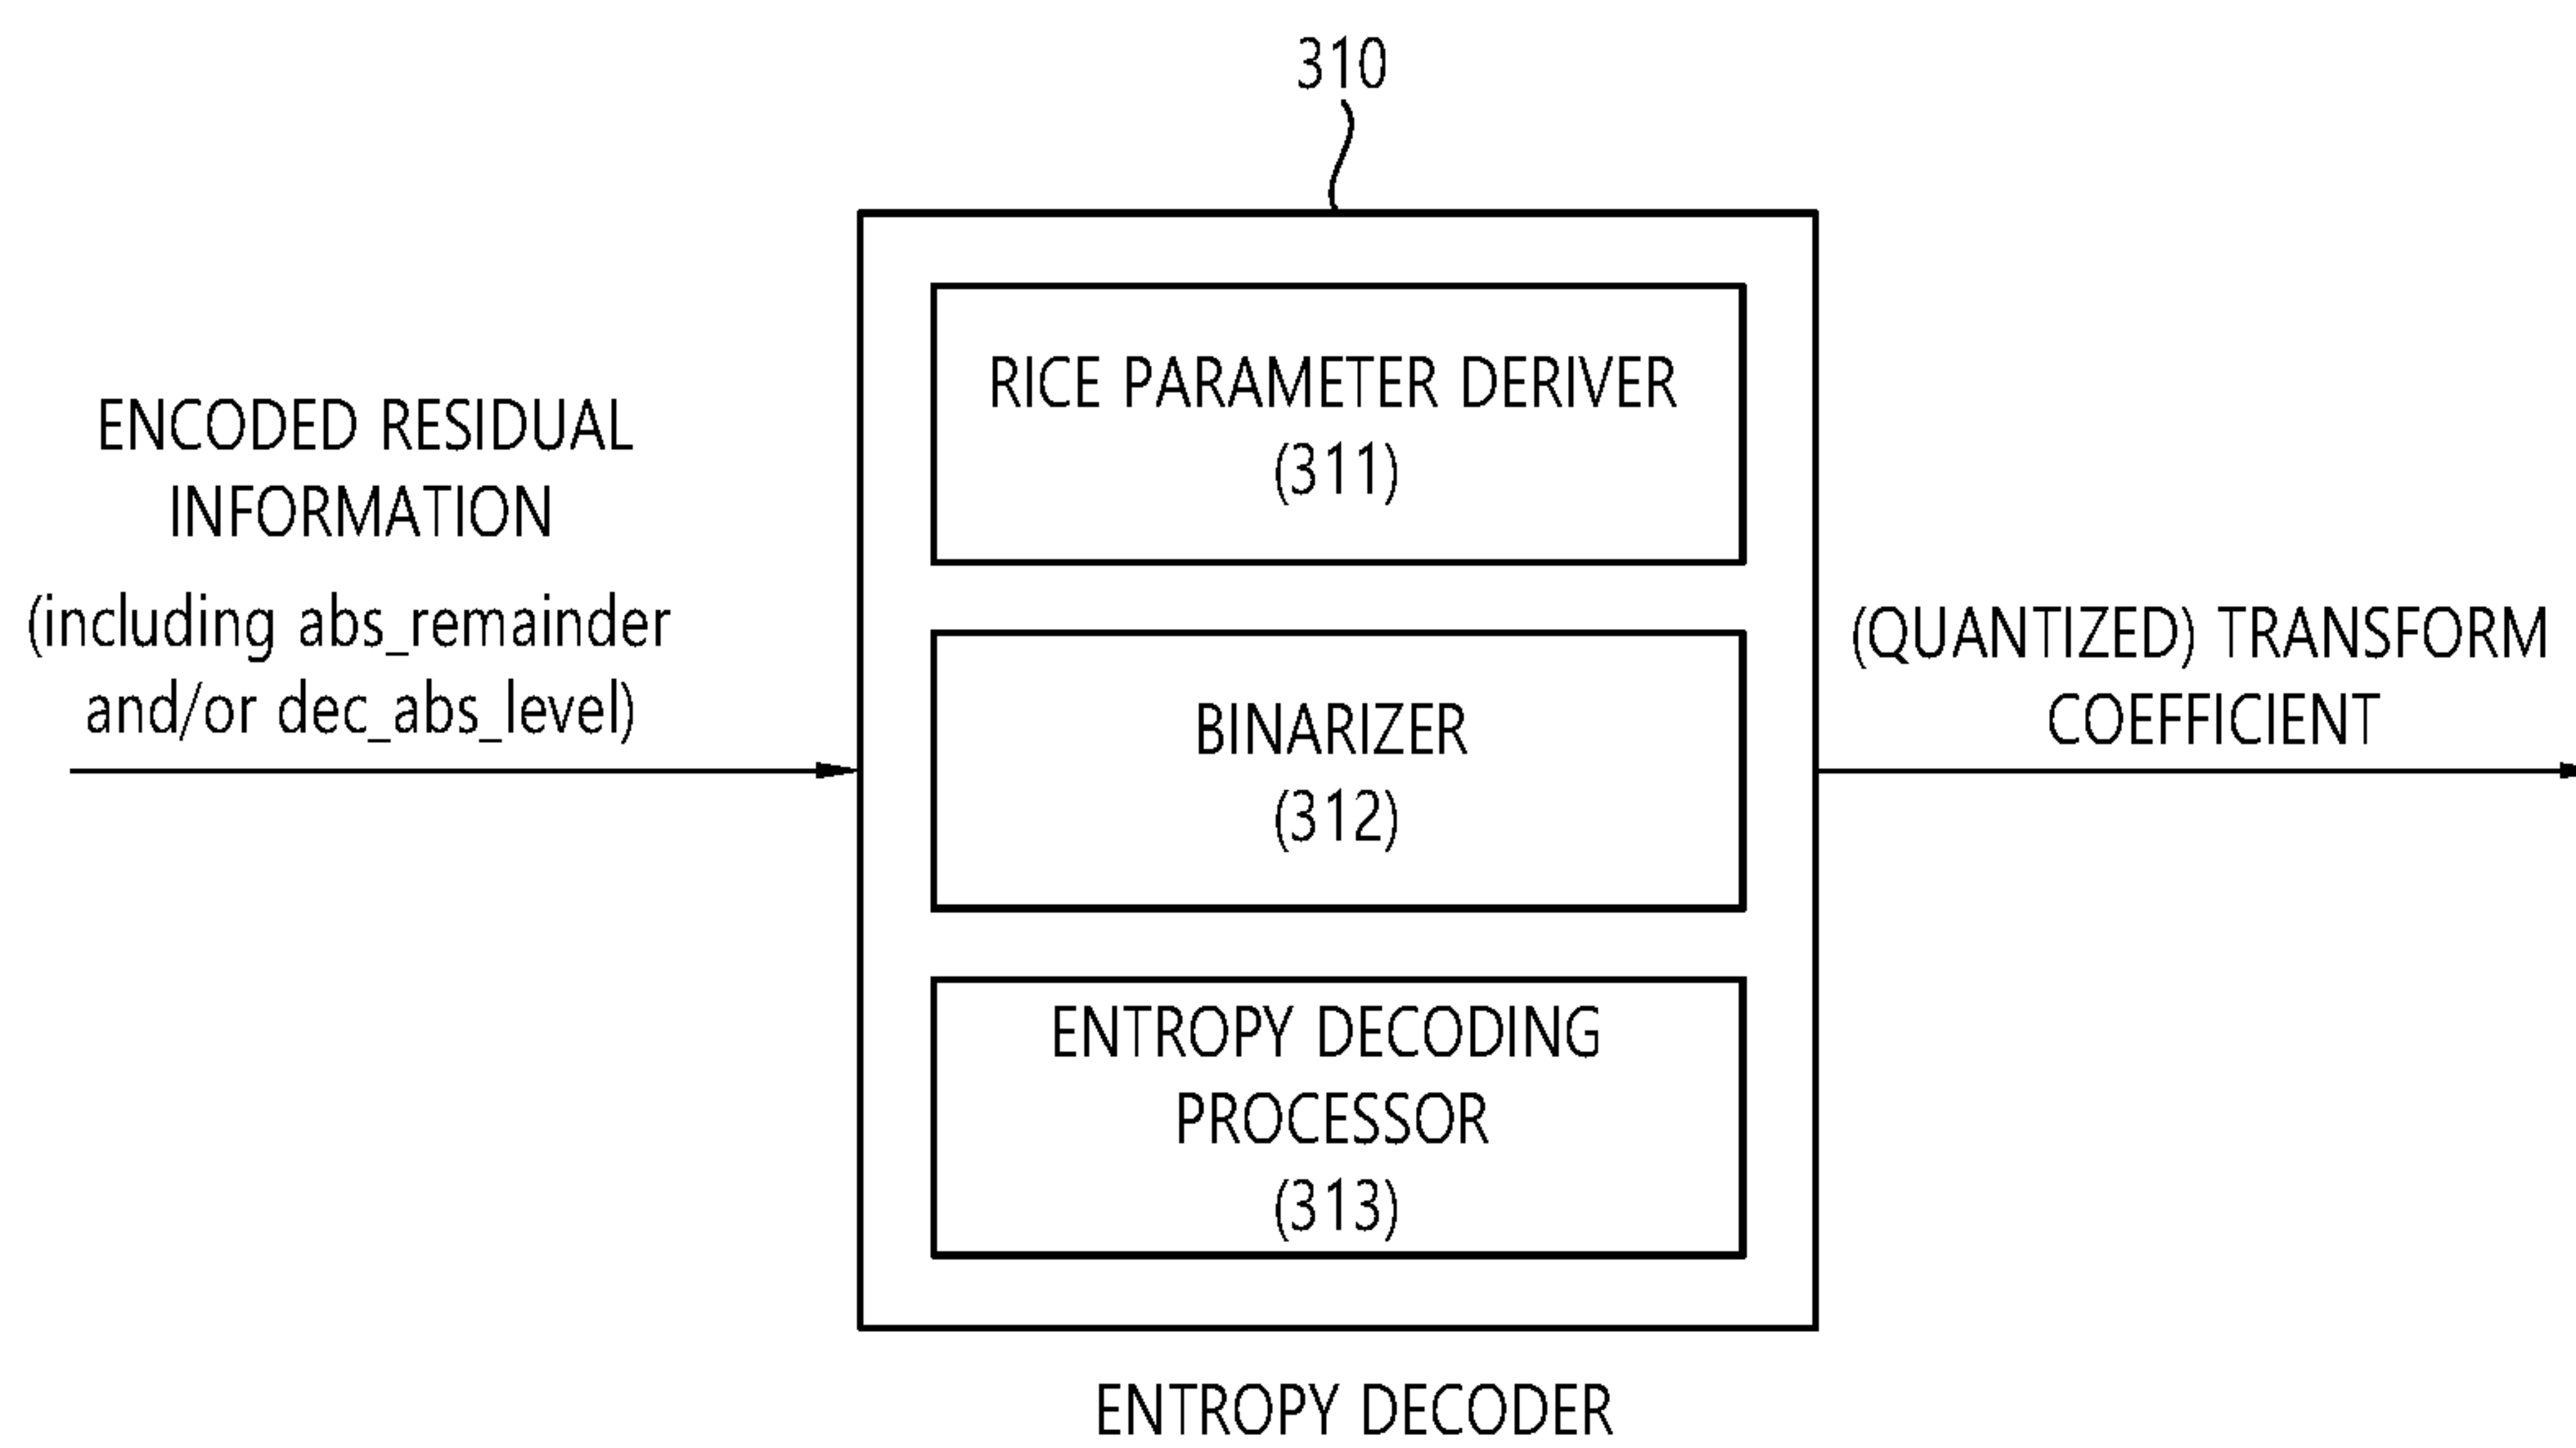 310
ENCODED RESIDUAL
INFORMATION
(including abs_remainder
and/or dec_abs_level)
RICE PARAMETER DERIVER
(311)
BINARIZER
(312)
ENTROPY DECODING
PROCESSOR
(313)
(QUANTIZED) TRANSFORM
COEFFICIENT
ENTROPY DECODER